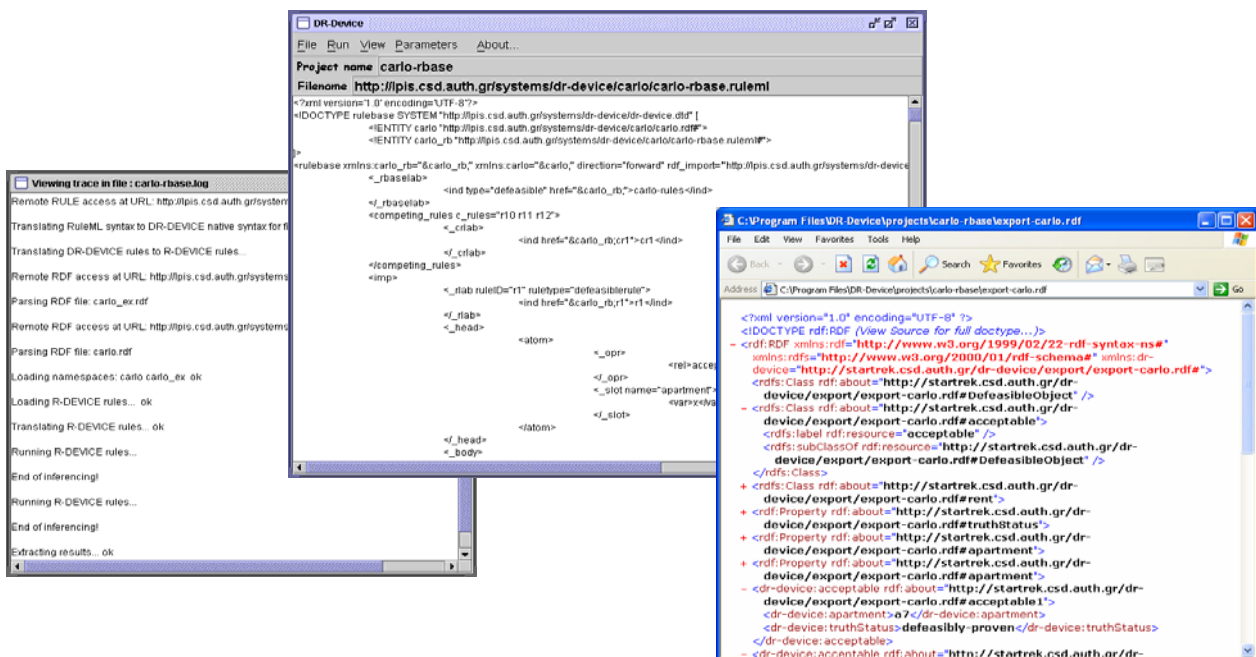 DR-Device
File Run View Parameters About...
Project name carlo-rbase
Filename http://lpis.csd.auth.gr/systems/dr-device/carlo/carlo-rbase.ruleml
<?xml version='1.0' encoding='UTF-8'?>
<!DOCTYPE rulebase SYSTEM "http://lpis.csd.auth.gr/systems/dr-device/dr-device.dtd" [
<!ENTITY carlo "http://lpis.csd.auth.gr/systems/dr-device/carlo/carlo.rdf#">
<!ENTITY carlo_rb "http://lpis.csd.auth.gr/systems/dr-device/carlo/carlo-rbase.ruleml#">
]>
<rulebase xmlns:carlo_rb="&carlo_rb;" xmlns:carlo="&carlo;" direction="forward" rdf_import="http://lpis.csd.auth.gr/systems/dr-device
<_rbaselab>
<ind type="defeasible" href="&carlo_rb;">carlo-rules</ind>
</_rbaselab>
<competing_rules c_rules="r10 r11 r12">
<_crlab>
<ind href="&carlo_rb;cr1">cr1</ind>
</_crlab>
</competing_rules>
<imp>
<_rlab ruleID="r1" ruletype="defeasiblerule">
<ind href="&carlo_rb;r1">r1</ind>
</_rlab>
<_head>
<atom>
<_opr>
<rel>accep
</_opr>
<_slot name="apartment">
<var>x</va
</_slot>
</atom>
</_head>
<_body>
Viewing trace in file : carlo-rbase.log
Remote RULE access at URL: http://lpis.csd.auth.gr/system
Translating RuleML syntax to DR-DEVICE native syntax for fi
Translating DR-DEVICE rules to R-DEVICE rules...
Remote RDF access at URL: http://lpis.csd.auth.gr/systems
Parsing RDF file: carlo_ex.rdf
Remote RDF access at URL: http://lpis.csd.auth.gr/systems
Parsing RDF file: carlo.rdf
Loading namespaces: carlo carlo_ex ok
Loading R-DEVICE rules... ok
Translating R-DEVICE rules... ok
Running R-DEVICE rules...
End of inferencing!
Running R-DEVICE rules...
End of inferencing!
Extracting results... ok
C:\Program Files\DR-Device\projects\carlo-rbase\export-carlo.rdf
File Edit View Favorites Tools Help
Back Search Favorites
Address C:\Program Files\DR-Device\projects\carlo-rbase\export-carlo.rdf Go
<?xml version="1.0" encoding="UTF-8" ?>
<!DOCTYPE rdf:RDF (View Source for full doctype...)>
- <rdf:RDF xmlns:rdf="http://www.w3.org/1999/02/22-rdf-syntax-ns#"
xmlns:rdfs="http://www.w3.org/2000/01/rdf-schema#" xmlns:dr-
device="http://startrek.csd.auth.gr/dr-device/export/export-carlo.rdf#">
<rdfs:Class rdf:about="http://startrek.csd.auth.gr/dr-
device/export/export-carlo.rdf#DefeasibleObject" />
- <rdfs:Class rdf:about="http://startrek.csd.auth.gr/dr-
device/export/export-carlo.rdf#acceptable">
<rdfs:label rdf:resource="acceptable" />
<rdfs:subClassOf rdf:resource="http://startrek.csd.auth.gr/dr-
device/export/export-carlo.rdf#DefeasibleObject" />
</rdfs:Class>
+ <rdfs:Class rdf:about="http://startrek.csd.auth.gr/dr-
device/export/export-carlo.rdf#rent">
+ <rdf:Property rdf:about="http://startrek.csd.auth.gr/dr-
device/export/export-carlo.rdf#truthStatus">
+ <rdf:Property rdf:about="http://startrek.csd.auth.gr/dr-
device/export/export-carlo.rdf#apartment">
+ <rdf:Property rdf:about="http://startrek.csd.auth.gr/dr-
device/export/export-carlo.rdf#apartment">
- <dr-device:acceptable rdf:about="http://startrek.csd.auth.gr/dr-
device/export/export-carlo.rdf#acceptable1">
<dr-device:apartment>a7</dr-device:apartment>
<dr-device:truthStatus>defeasibly-proven</dr-device:truthStatus>
</dr-device:acceptable>
- <dr-device:acceptable rdf:about="http://startrek.csd.auth.gr/dr-